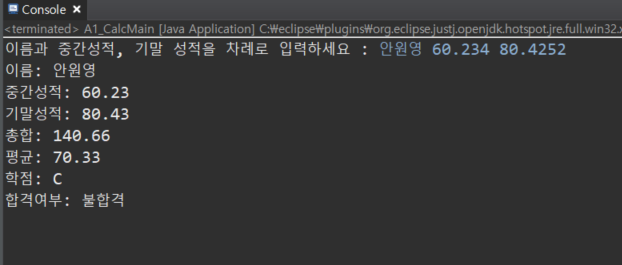 Console
<terminated> A1_CalcMain [Java Application] C:₩eclipse₩plugins₩org.eclipse.justj.openjdk.hotspot.jre.full.win32.
이름과 중간성적, 기말 성적을 차례로 입력하세요 : 안원영 60.234 80.4252
이름: 안원영
중간성적: 60.23
기말성적: 80.43
총합: 140.66
평균: 70.33
학점: C
합격여부: 불합격